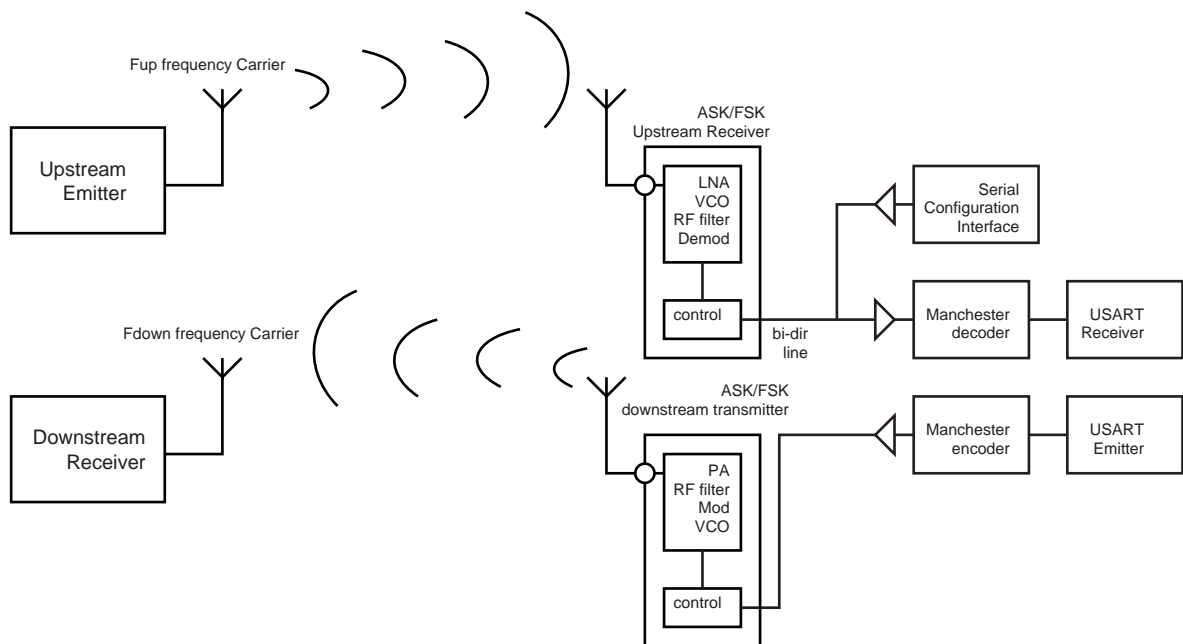 Fup frequency Carrier
Upstream
Emitter
ASK/FSK
Upstream Receiver
LNA
VCO
RF filter
Demod
control
bi-dir
line
Serial
Configuration
Interface
Manchester
decoder
USART
Receiver
Fdown frequency Carrier
Downstream
Receiver
ASK/FSK
downstream transmitter
PA
RF filter
Mod
VCO
control
Manchester
encoder
USART
Emitter